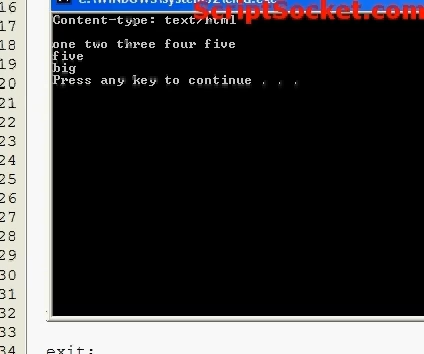 ScriptSocket.com
16
17
18
19
20
21
22
23
24
25
26
27
28
29
30
31
32
33
34
Content-type: text/html
one two three four five
five
big
Press any key to continue . . .
exit;